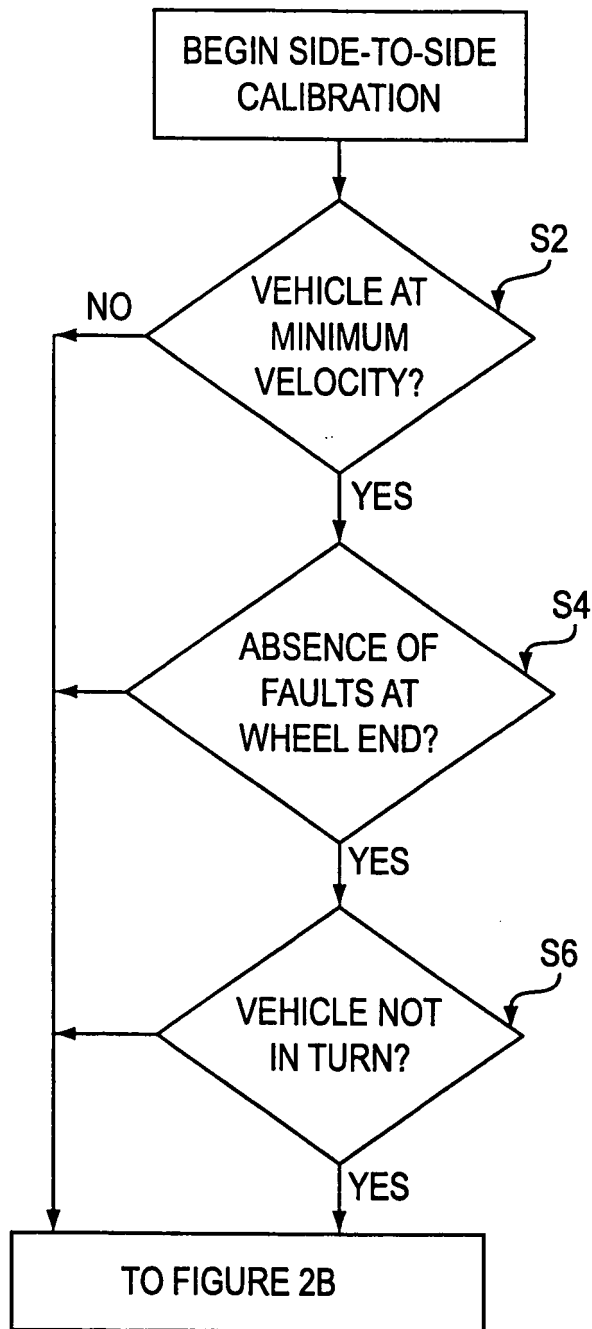 BEGIN SIDE-TO-SIDE
CALIBRATION
S2
NO
VEHICLE AT
MINIMUM
VELOCITY?
YES
S4
ABSENCE OF
FAULTS AT
WHEEL END?
YES
S6
VEHICLE NOT
IN TURN?
YES
TO FIGURE 2B